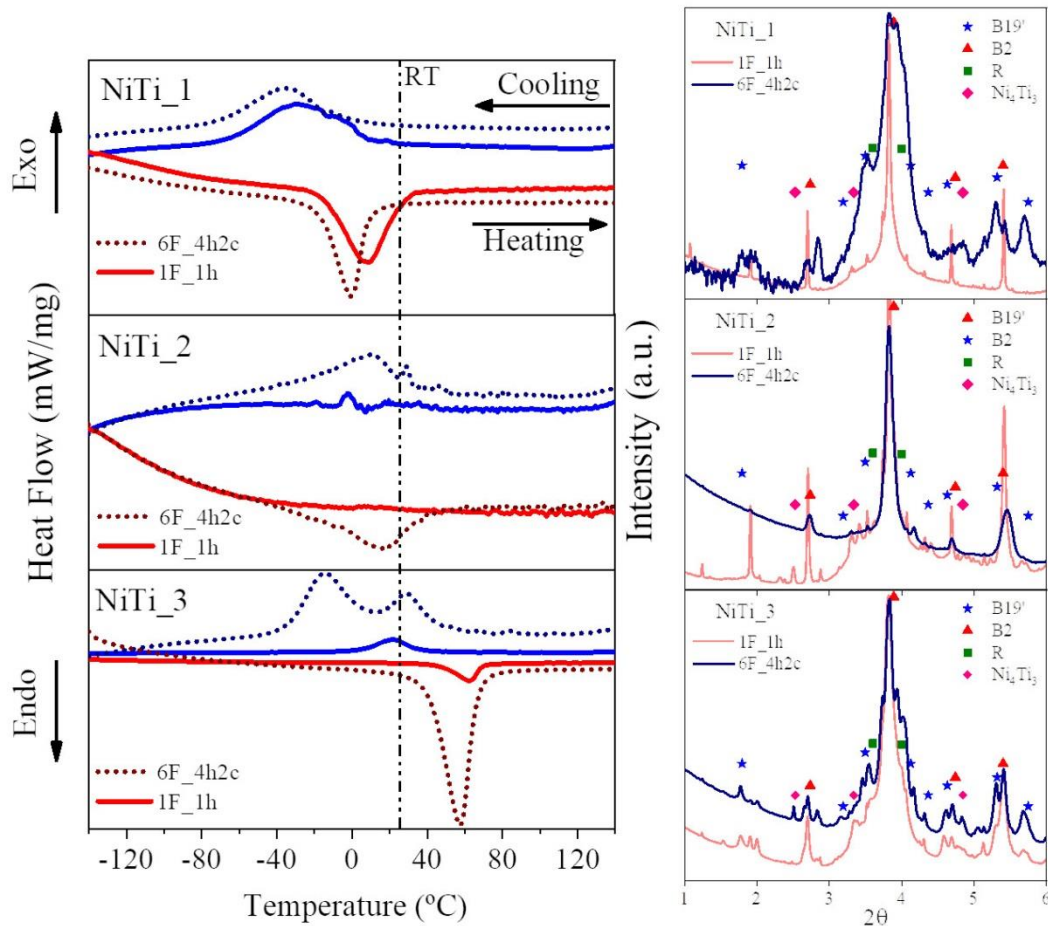 NiTi_1
RT
Cooling
Heating
6F_4h2c
1F_1h
NiTi_2
6F_4h2c
1F_1h
NiTi_3
6F_4h2c
1F_1h
Exo
Heat Flow (mW/mg)
Endo
-120
-80
-40
0
40
80
120
Temperature (ºC)
NiTi_1
1F_1h
6F_4h2c
B19'
B2
R
Ni₄Ti₃
NiTi_2
1F_1h
6F_4h2c
B19'
B2
R
Ni₄Ti₃
NiTi_3
1F_1h
6F_4h2c
B19'
B2
R
Ni₄Ti₃
Intensity (a.u.)
1
2
3
4
5
6
2θ